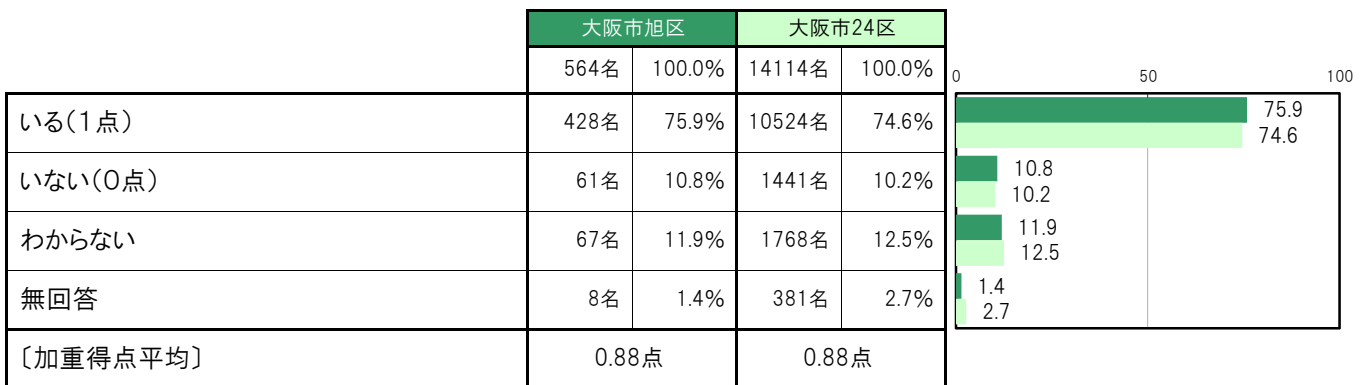 大阪市旭区 大阪市24区
564名 100.0% 14114名 100.0% 0 50 100
いる(1点) 428名 75.9% 10524名 74.6% 75.9
74.6
いない(0点) 61名 10.8% 1441名 10.2% 10.8
10.2
わからない 67名 11.9% 1768名 12.5% 11.9
12.5
無回答 8名 1.4% 381名 2.7% 1.4
2.7
〔加重得点平均〕 0.88点 0.88点